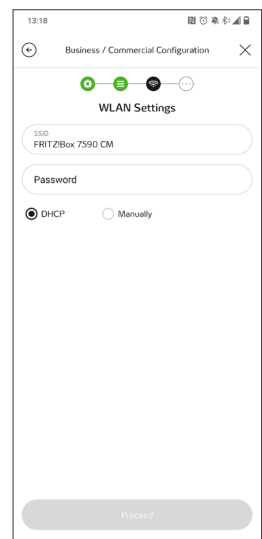 13:18
Business / Commercial Configuration
WLAN Settings
SSID
FRITZ!Box 7590 CM
Password
DHCP
Manually
Proceed